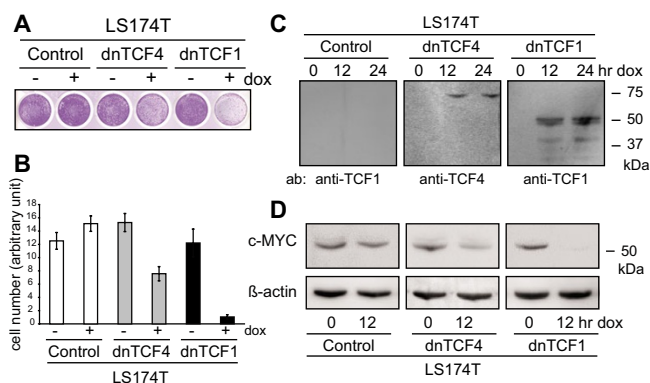 A
LS174T
Control dnTCF4 dnTCF1
- + - + - + dox
B
cell number (arbitrary unit)
18
16
14
12
10
8
6
4
2
0
- + - + - + dox
Control dnTCF4 dnTCF1
LS174T
C
LS174T
Control dnTCF4 dnTCF1
0 12 24 0 12 24 0 12 24 hr dox
– 75
– 50
– 37
kDa
ab: anti-TCF1 anti-TCF4 anti-TCF1
D
c-MYC
– 50
kDa
ß-actin
0 12 0 12 0 12 hr dox
Control dnTCF4 dnTCF1
LS174T